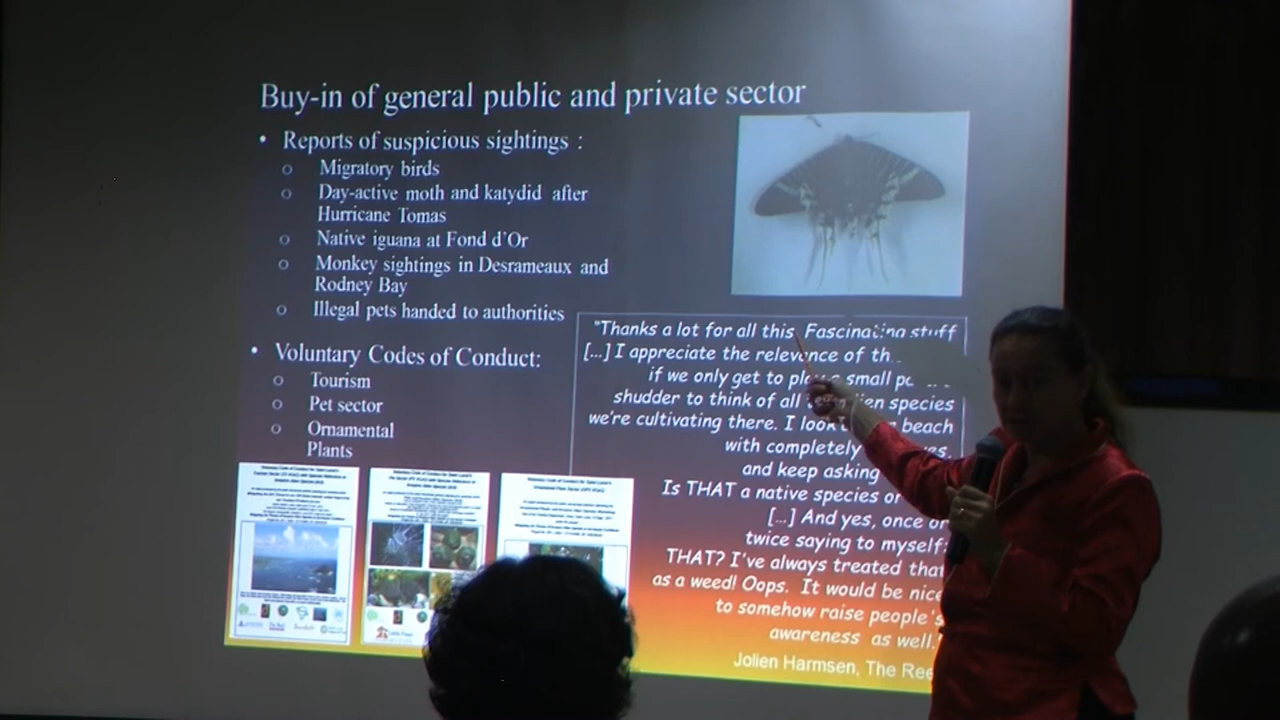 Buy-in of general public and private sector
• Reports of suspicious sightings :
o Migratory birds
o Day-active moth and katydid after
Hurricane Tomas
o Native iguana at Fond d'Or
o Monkey sightings in Desrameaux and
Rodney Bay
o Illegal pets handed to authorities
• Voluntary Codes of Conduct:
o Tourism
o Pet sector
o Ornamental
Plants
"Thanks a lot for all this. Fascinating stuff
[...] I appreciate the relevance of th
if we only get to play a small
shudder to think of all alien species
we're cultivating there. I look beach
with completely
and keep asking
Is THAT a native species or
[...] And yes, once or
twice saying to myself:
THAT? I've always treated that
as a weed! Oops. It would be nice
to somehow raise people's
awareness as well."
Jolien Harmsen, The Ree